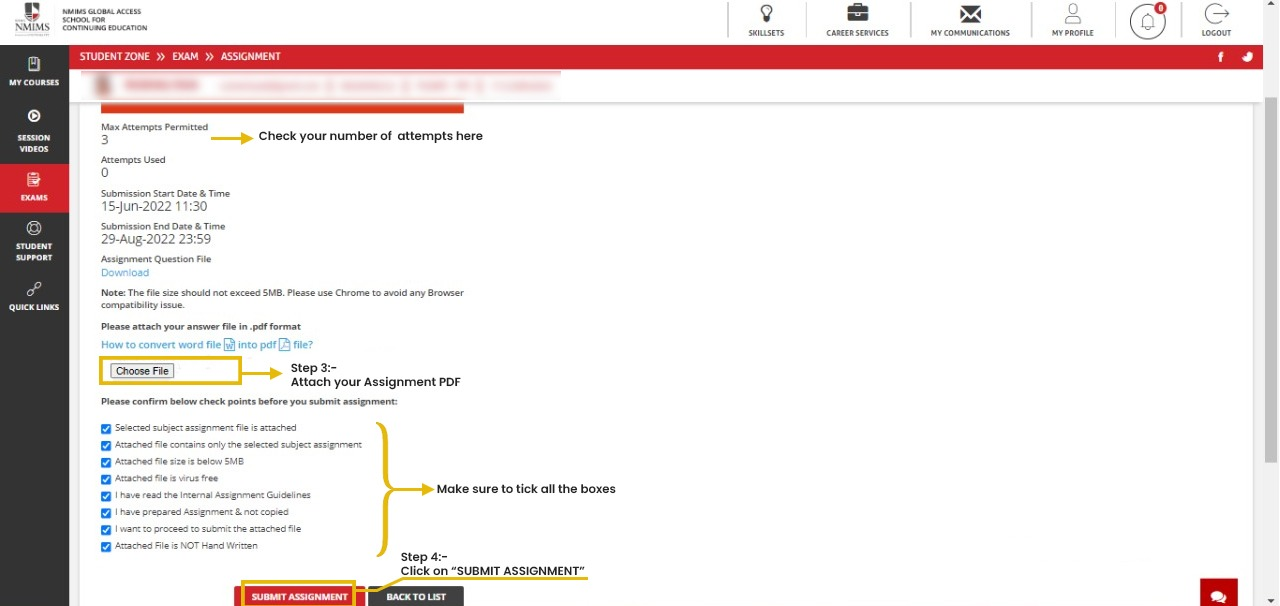 NMIMS
NMIMS GLOBAL ACCESS
SCHOOL FOR
CONTINUING EDUCATION
SKILLSETS
CAREER SERVICES
MY COMMUNICATIONS
MY PROFILE
0
LOGOUT
STUDENT ZONE » EXAM » ASSIGNMENT
MY COURSES
SESSION
VIDEOS
EXAMS
STUDENT
SUPPORT
QUICK LINKS
Max Attempts Permitted
3
Check your number of attempts here
Attempts Used
0
Submission Start Date & Time
15-Jun-2022 11:30
Submission End Date & Time
29-Aug-2022 23:59
Assignment Question File
Download
Note: The file size should not exceed 5MB. Please use Chrome to avoid any Browser
compatibility issue.
Please attach your answer file in .pdf format
How to convert word file into pdf file?
Choose File
Step 3:-
Attach your Assignment PDF
Please confirm below check points before you submit assignment:
Selected subject assignment file is attached
Attached file contains only the selected subject assignment
Attached file size is below 5MB
Attached file is virus free
I have read the Internal Assignment Guidelines
I have prepared Assignment & not copied
I want to proceed to submit the attached file
Attached File is NOT Hand Written
Make sure to tick all the boxes
Step 4:-
Click on “SUBMIT ASSIGNMENT”
SUBMIT ASSIGNMENT
BACK TO LIST